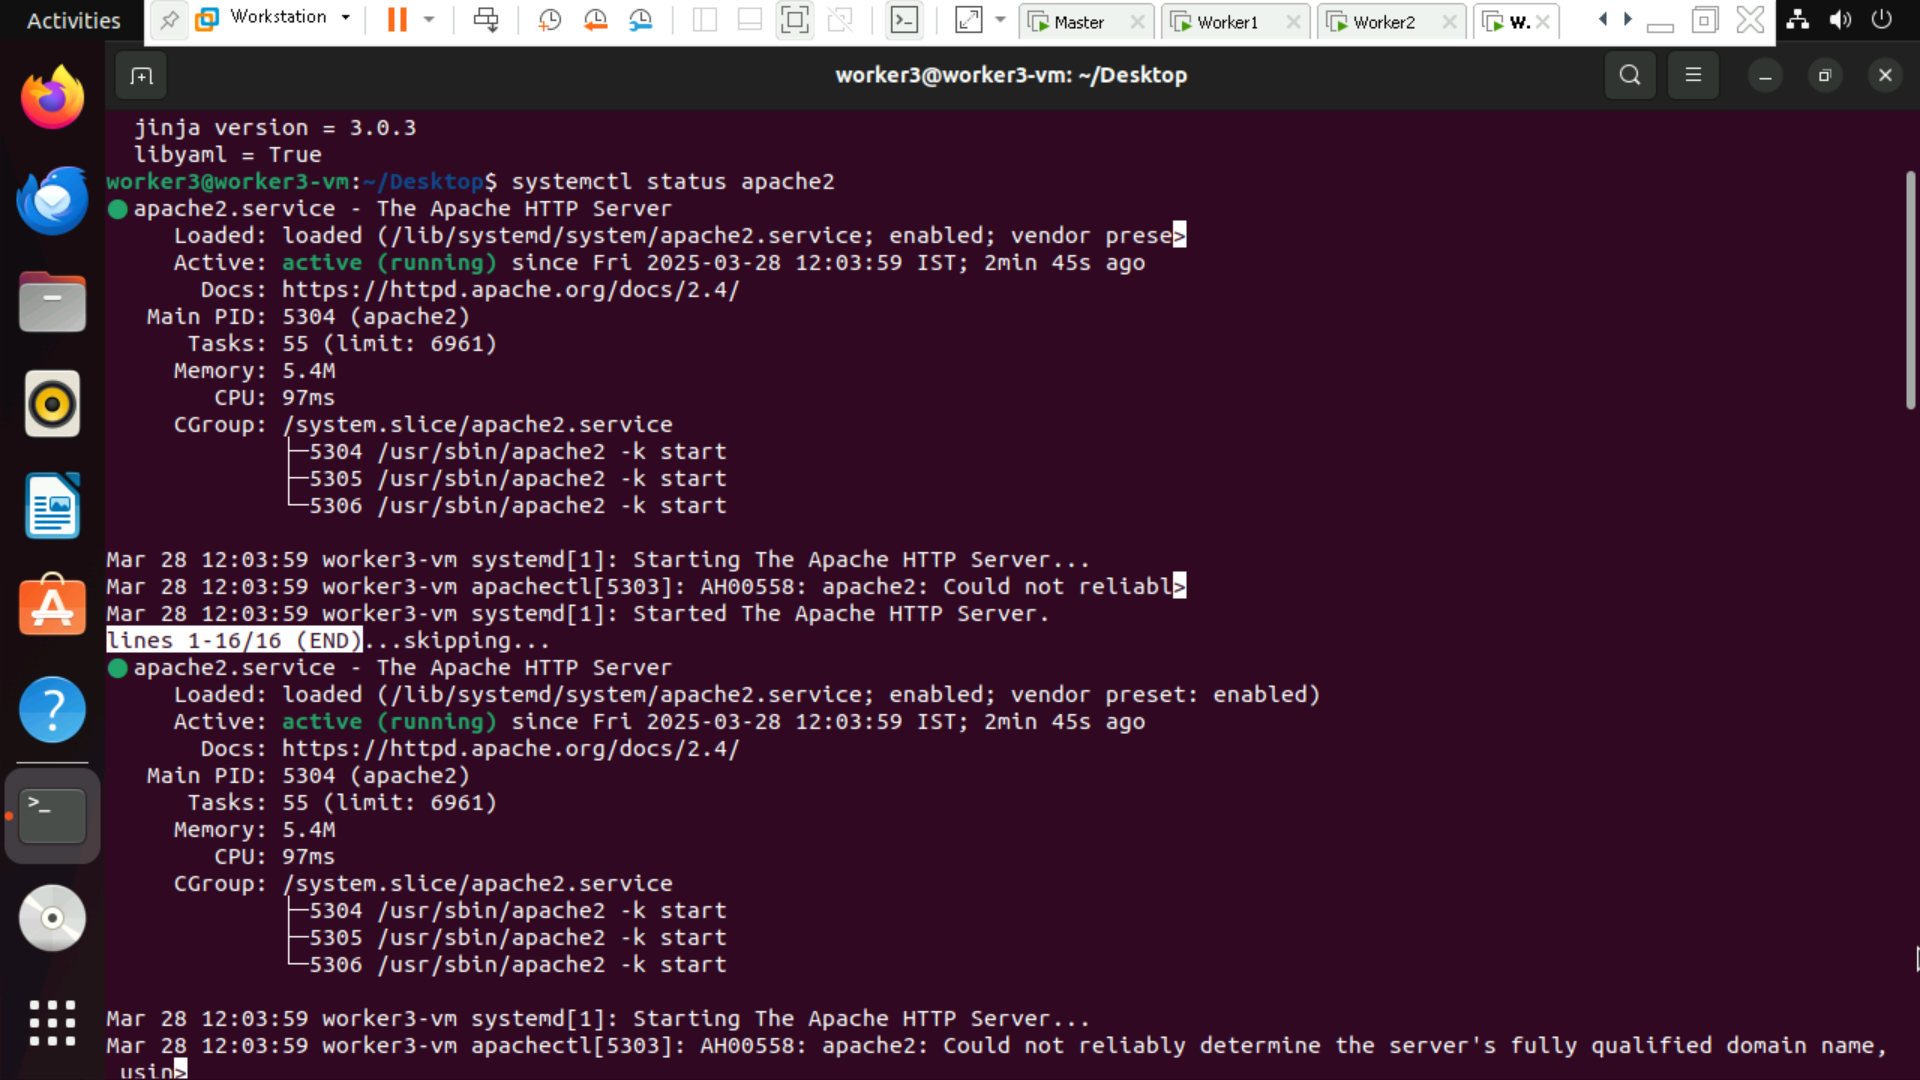 Activities
Workstation
Master
Worker1
Worker2
W.
worker3@worker3-vm: ~/Desktop
jinja version = 3.0.3
libyaml = True
worker3@worker3-vm:~/Desktop$ systemctl status apache2
apache2.service - The Apache HTTP Server
Loaded: loaded (/lib/systemd/system/apache2.service; enabled; vendor prese>
Active: active (running) since Fri 2025-03-28 12:03:59 IST; 2min 45s ago
Docs: https://httpd.apache.org/docs/2.4/
Main PID: 5304 (apache2)
Tasks: 55 (limit: 6961)
Memory: 5.4M
CPU: 97ms
CGroup: /system.slice/apache2.service
├─5304 /usr/sbin/apache2 -k start
├─5305 /usr/sbin/apache2 -k start
└─5306 /usr/sbin/apache2 -k start
Mar 28 12:03:59 worker3-vm systemd[1]: Starting The Apache HTTP Server...
Mar 28 12:03:59 worker3-vm apachectl[5303]: AH00558: apache2: Could not reliabl>
Mar 28 12:03:59 worker3-vm systemd[1]: Started The Apache HTTP Server.
lines 1-16/16 (END)...skipping...
apache2.service - The Apache HTTP Server
Loaded: loaded (/lib/systemd/system/apache2.service; enabled; vendor preset: enabled)
Active: active (running) since Fri 2025-03-28 12:03:59 IST; 2min 45s ago
Docs: https://httpd.apache.org/docs/2.4/
Main PID: 5304 (apache2)
Tasks: 55 (limit: 6961)
Memory: 5.4M
CPU: 97ms
CGroup: /system.slice/apache2.service
├─5304 /usr/sbin/apache2 -k start
├─5305 /usr/sbin/apache2 -k start
└─5306 /usr/sbin/apache2 -k start
Mar 28 12:03:59 worker3-vm systemd[1]: Starting The Apache HTTP Server...
Mar 28 12:03:59 worker3-vm apachectl[5303]: AH00558: apache2: Could not reliably determine the server's fully qualified domain name,
usin>